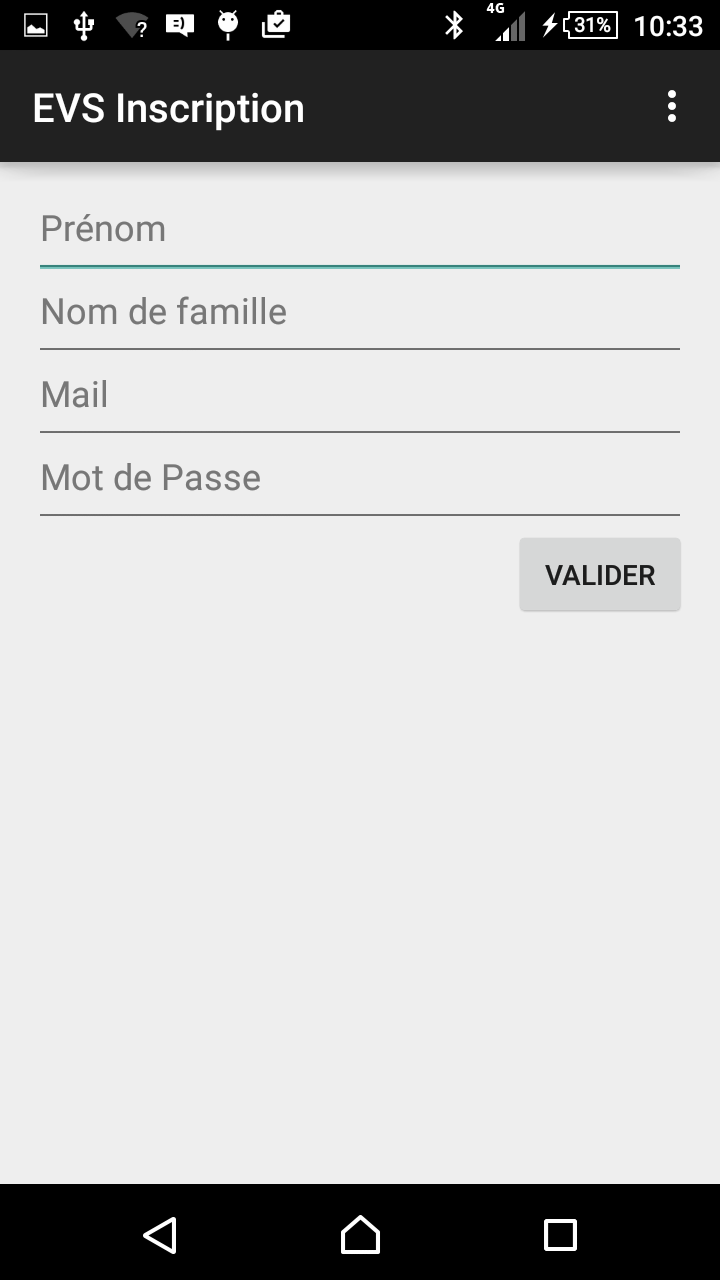 4G 31% 10:33
EVS Inscription
Prénom
Nom de famille
Mail
Mot de Passe
VALIDER